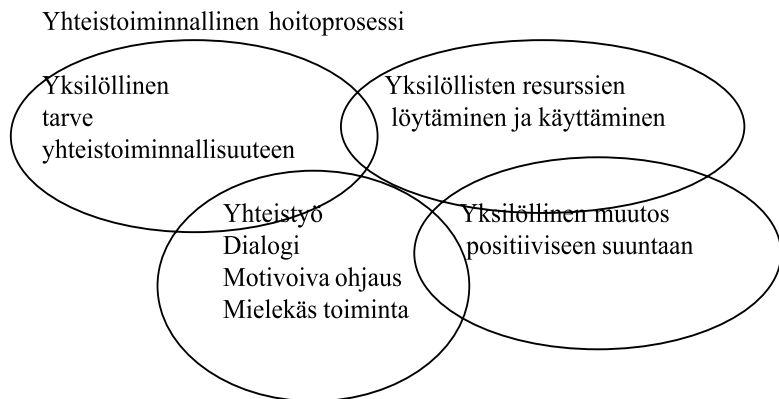 Yhteistoiminnallinen hoitoprosessi
Yksilöllinen
tarve
yhteistoiminnallisuuteen
Yksilöllisten resurssien
löytäminen ja käyttäminen
Yhteistyö
Dialogi
Motivoiva ohjaus
Mielekäs toiminta
Yksilöllinen muutos
positiiviseen suuntaan